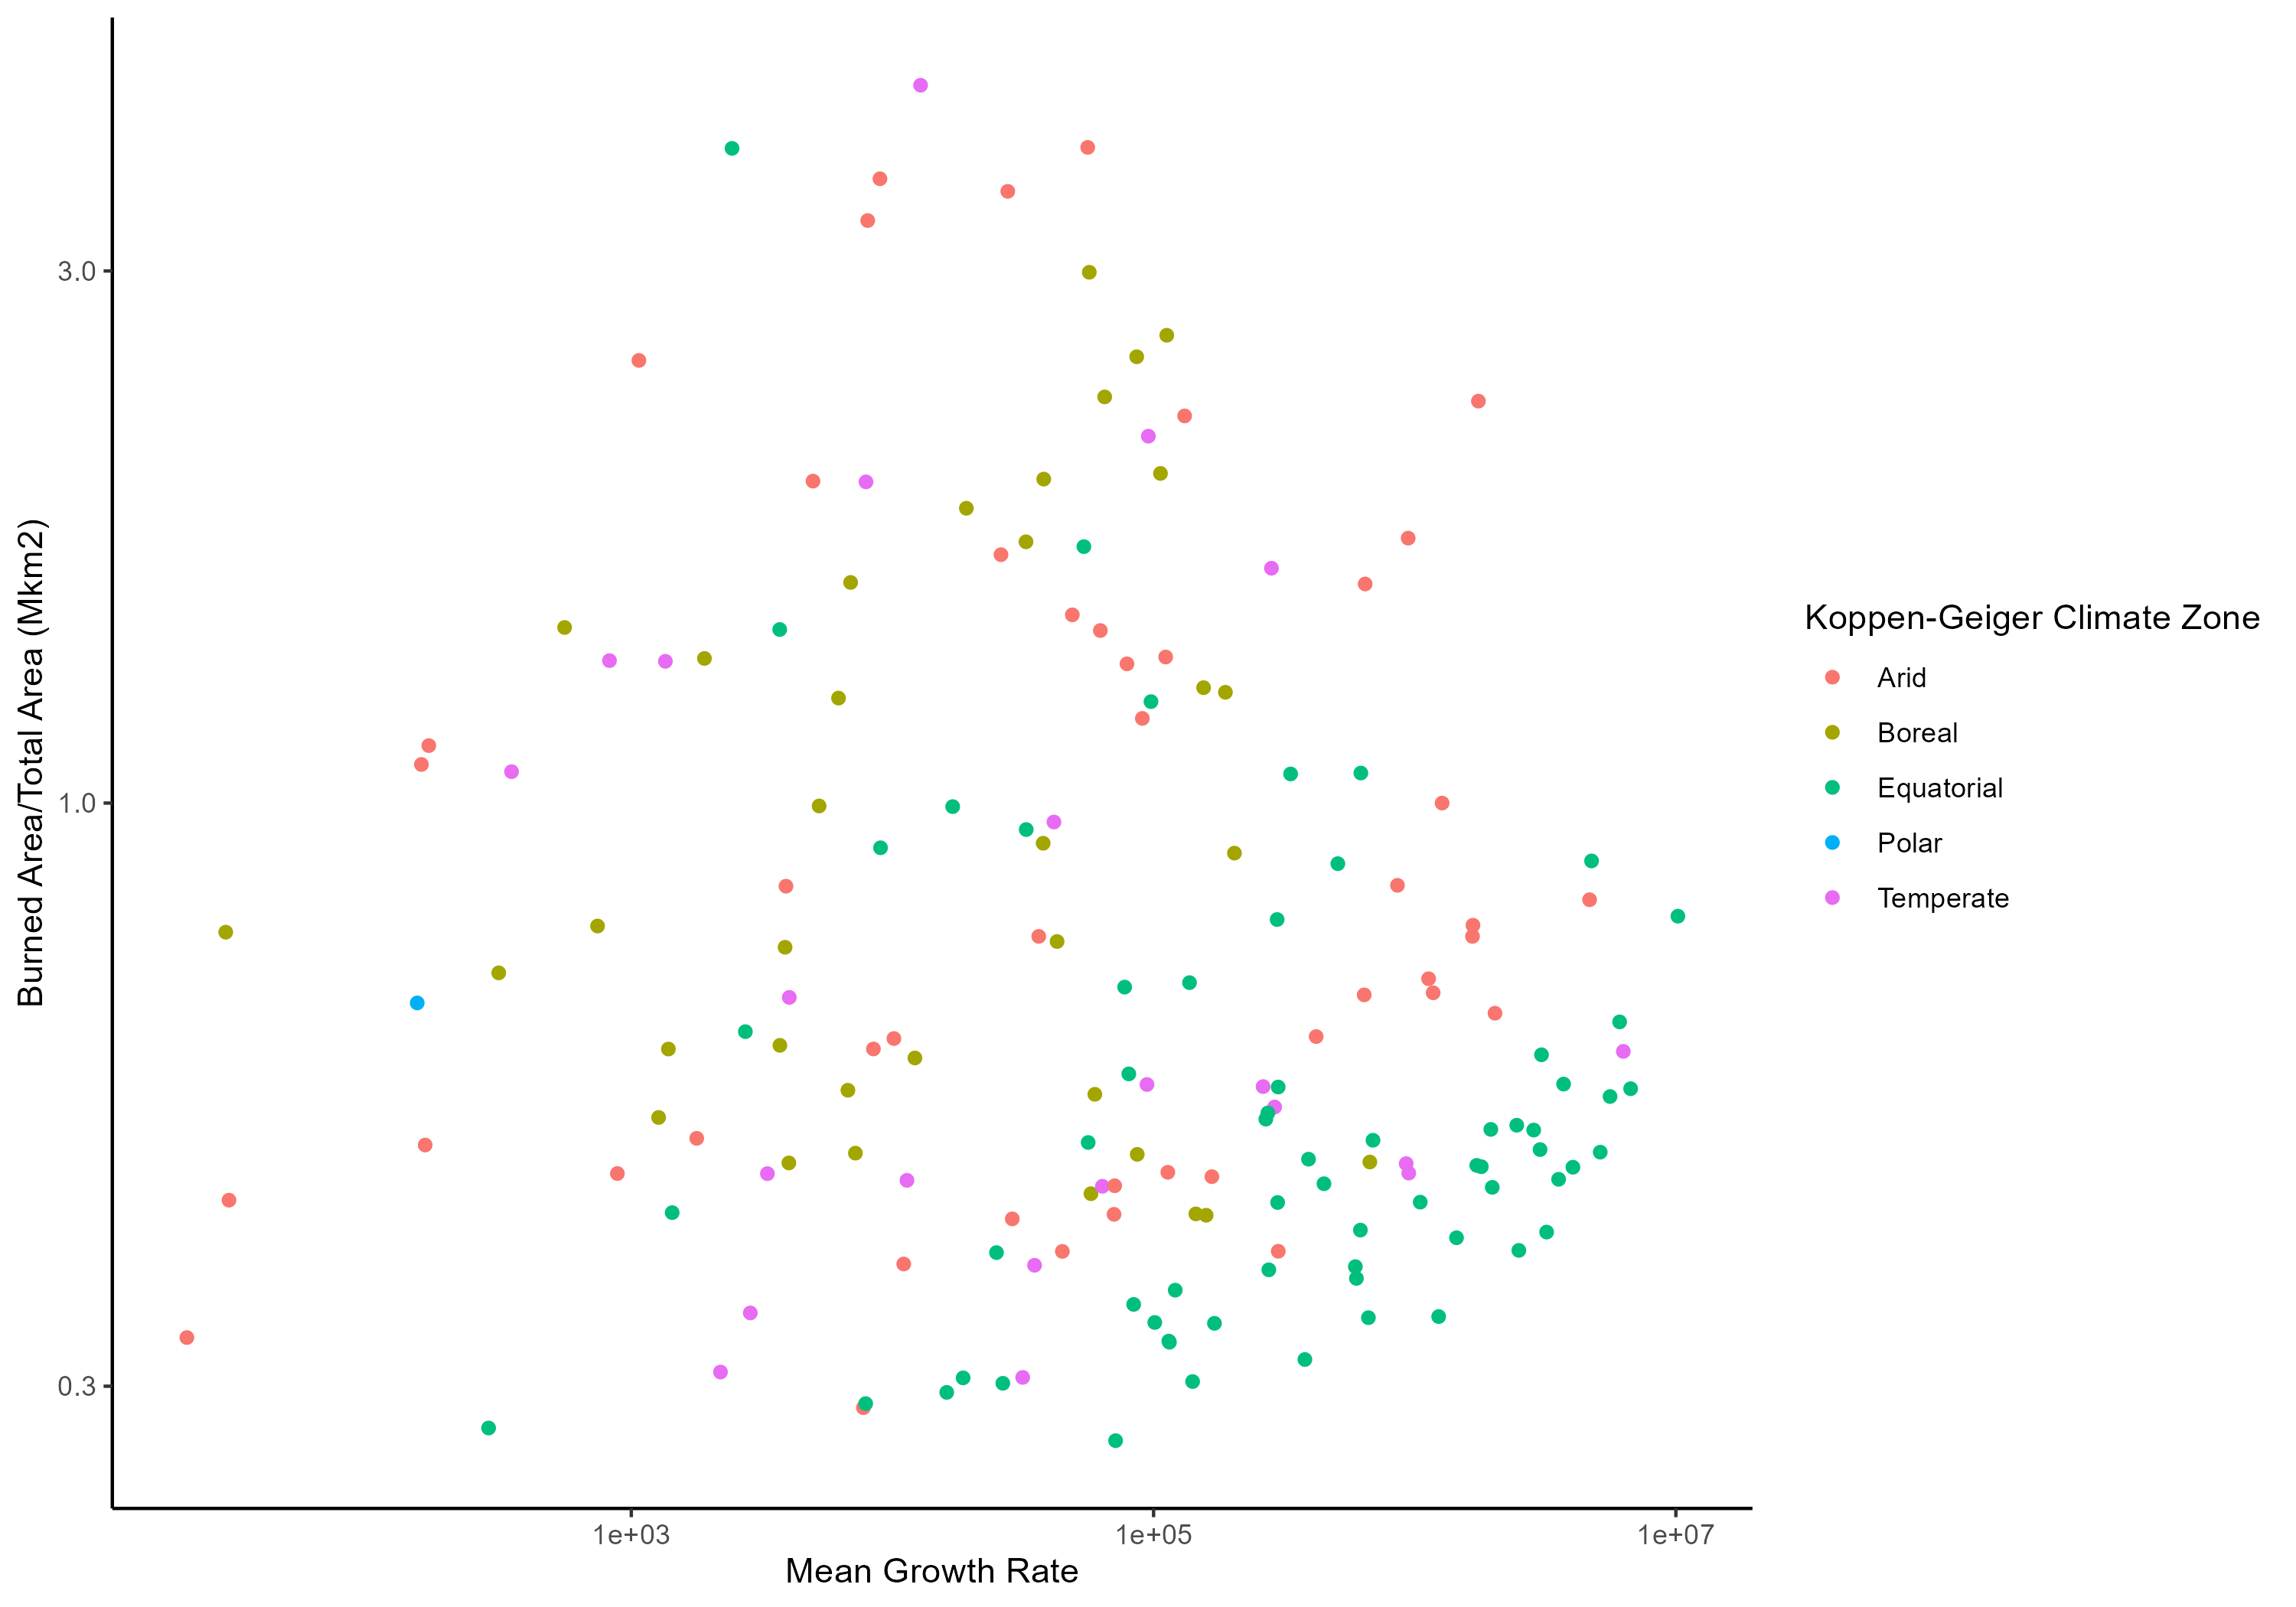 Burned Area/Total Area (Mkm2)
3.0
1.0
0.3
1e+03
1e+05
1e+07
Mean Growth Rate
Koppen-Geiger Climate Zone
Arid
Boreal
Equatorial
Polar
Temperate